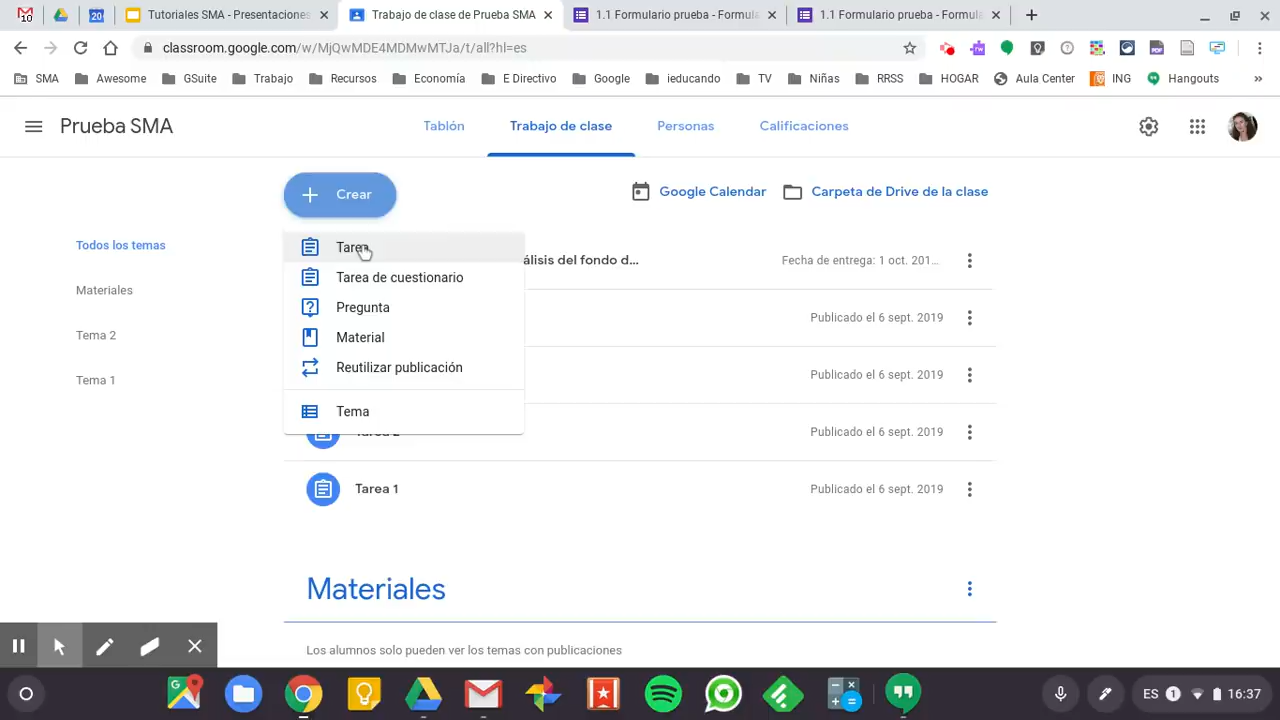 10
20
Tutoriales SMA - Presentaciones
Trabajo de clase de Prueba SMA
1.1 Formulario prueba - Formul
1.1 Formulario prueba - Formula
classroom.google.com/w/MjQwMDE4MDMwMTJa/t/all?hl=es
SMA
Awesome
GSuite
Trabajo
Recursos
Economía
E Directivo
Google
ieducando
TV
Niñas
RRSS
HOGAR
Aula Center
ING
Hangouts
Prueba SMA
Tablón
Trabajo de clase
Personas
Calificaciones
Crear
Google Calendar
Carpeta de Drive de la clase
Todos los temas
Materiales
Tema 2
Tema 1
Tarea
Tarea de cuestionario
Pregunta
Material
Reutilizar publicación
Tema
álisis del fondo d...
Fecha de entrega: 1 oct. 201...
Publicado el 6 sept. 2019
Publicado el 6 sept. 2019
Publicado el 6 sept. 2019
Tarea 1
Publicado el 6 sept. 2019
Materiales
Los alumnos solo pueden ver los temas con publicaciones
ES 1 16:37